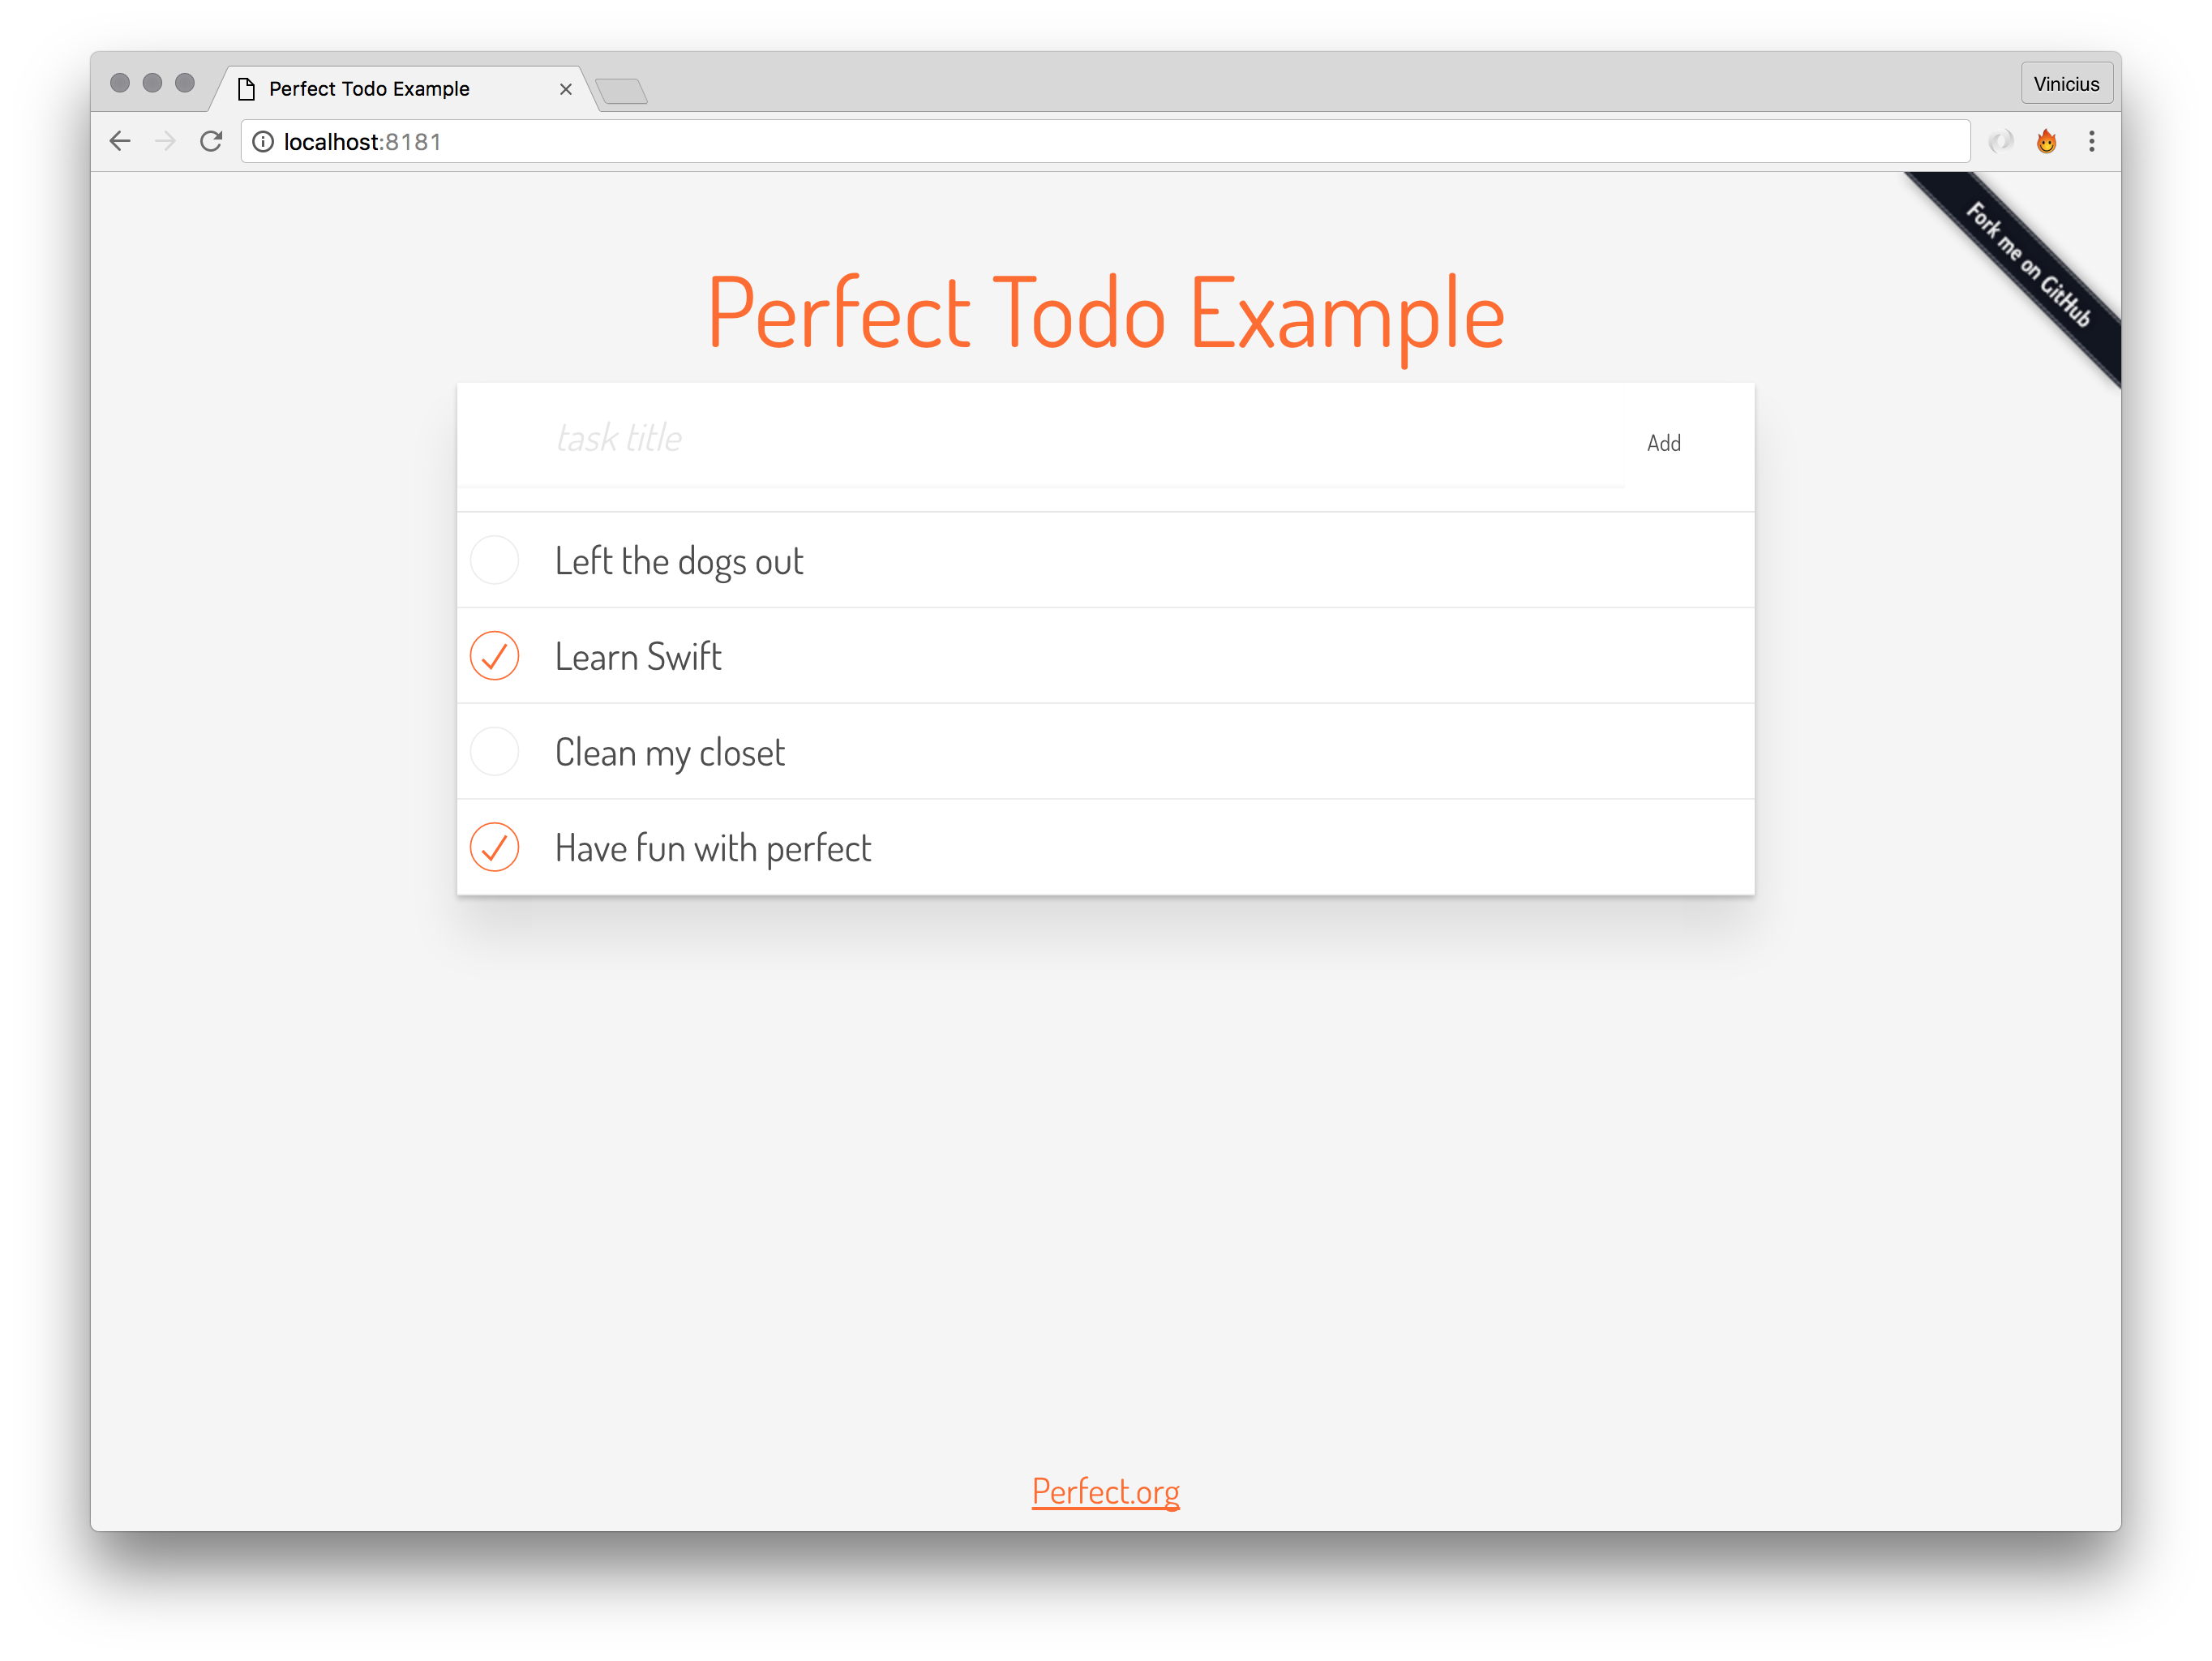 Perfect Todo Example
Vinicius
localhost:8181
Fork me on GitHub
Perfect Todo Example
task title
Add
Left the dogs out
Learn Swift
Clean my closet
Have fun with perfect
Perfect.org